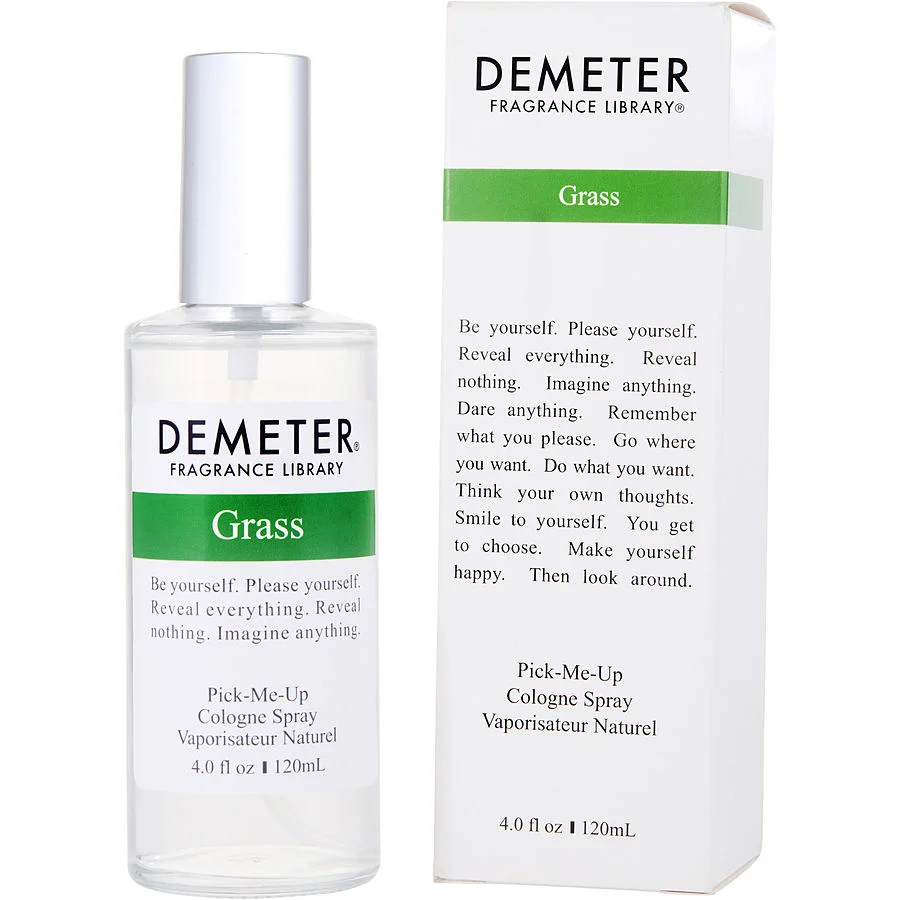 DEMETER®
FRAGRANCE LIBRARY
Grass
Be yourself. Please yourself.
Reveal everything. Reveal
nothing. Imagine anything.
Pick-Me-Up
Cologne Spray
Vaporisateur Naturel
4.0 fl oz ▮ 120mL
DEMETER
FRAGRANCE LIBRARY®
Grass
Be yourself. Please yourself.
Reveal everything. Reveal
nothing. Imagine anything.
Dare anything. Remember
what you please. Go where
you want. Do what you want.
Think your own thoughts.
Smile to yourself. You get
to choose. Make yourself
happy. Then look around.
Pick-Me-Up
Cologne Spray
Vaporisateur Naturel
4.0 fl oz ▮ 120mL